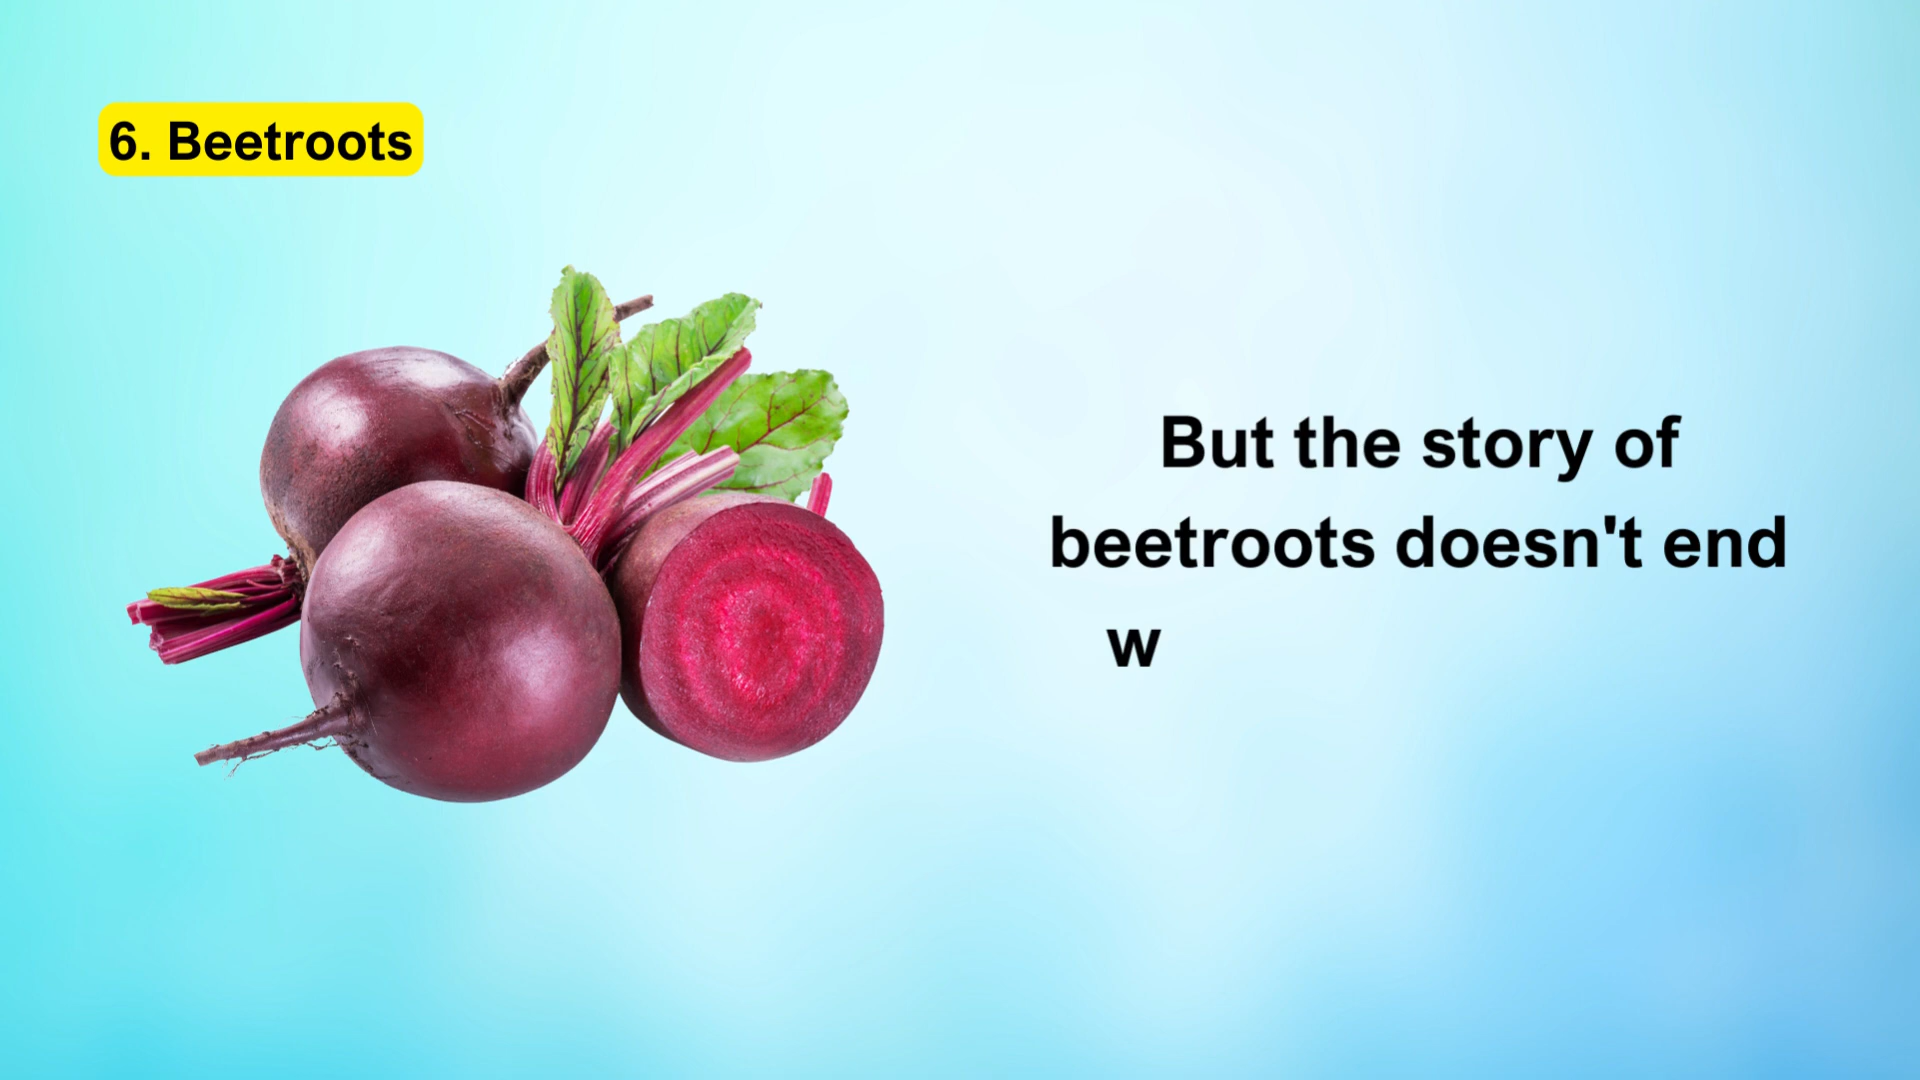 6. Beetroots
But the story of
beetroots doesn't end
w